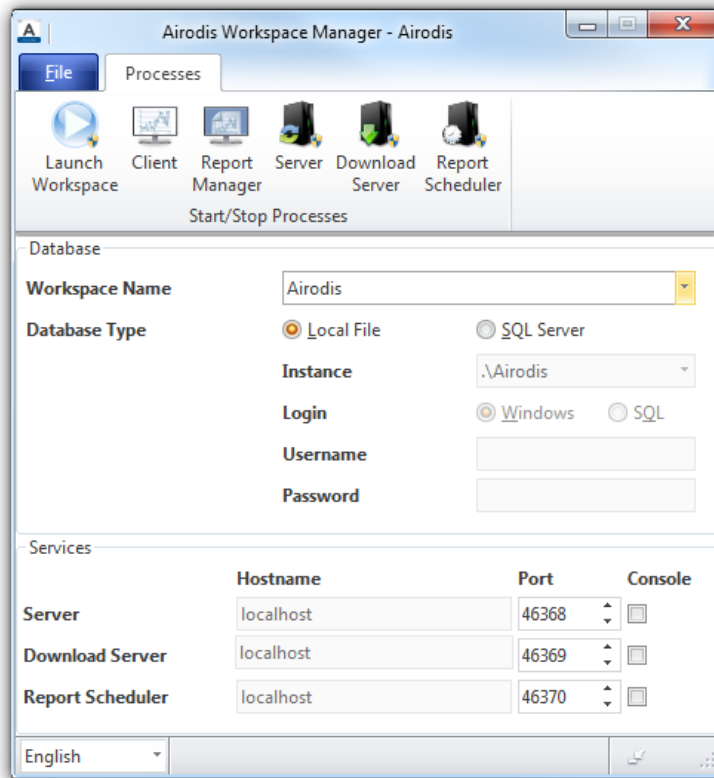 Airodis Workspace Manager - Airodis
File Processes
Launch Workspace
Client
Report Manager
Server
Download Server
Report Scheduler
Start/Stop Processes
Database
Workspace Name Airodis
Database Type Local File SQL Server
Instance .\Airodis
Login Windows SQL
Username
Password
Services
Hostname Port Console
Server localhost 46368
Download Server localhost 46369
Report Scheduler localhost 46370
English